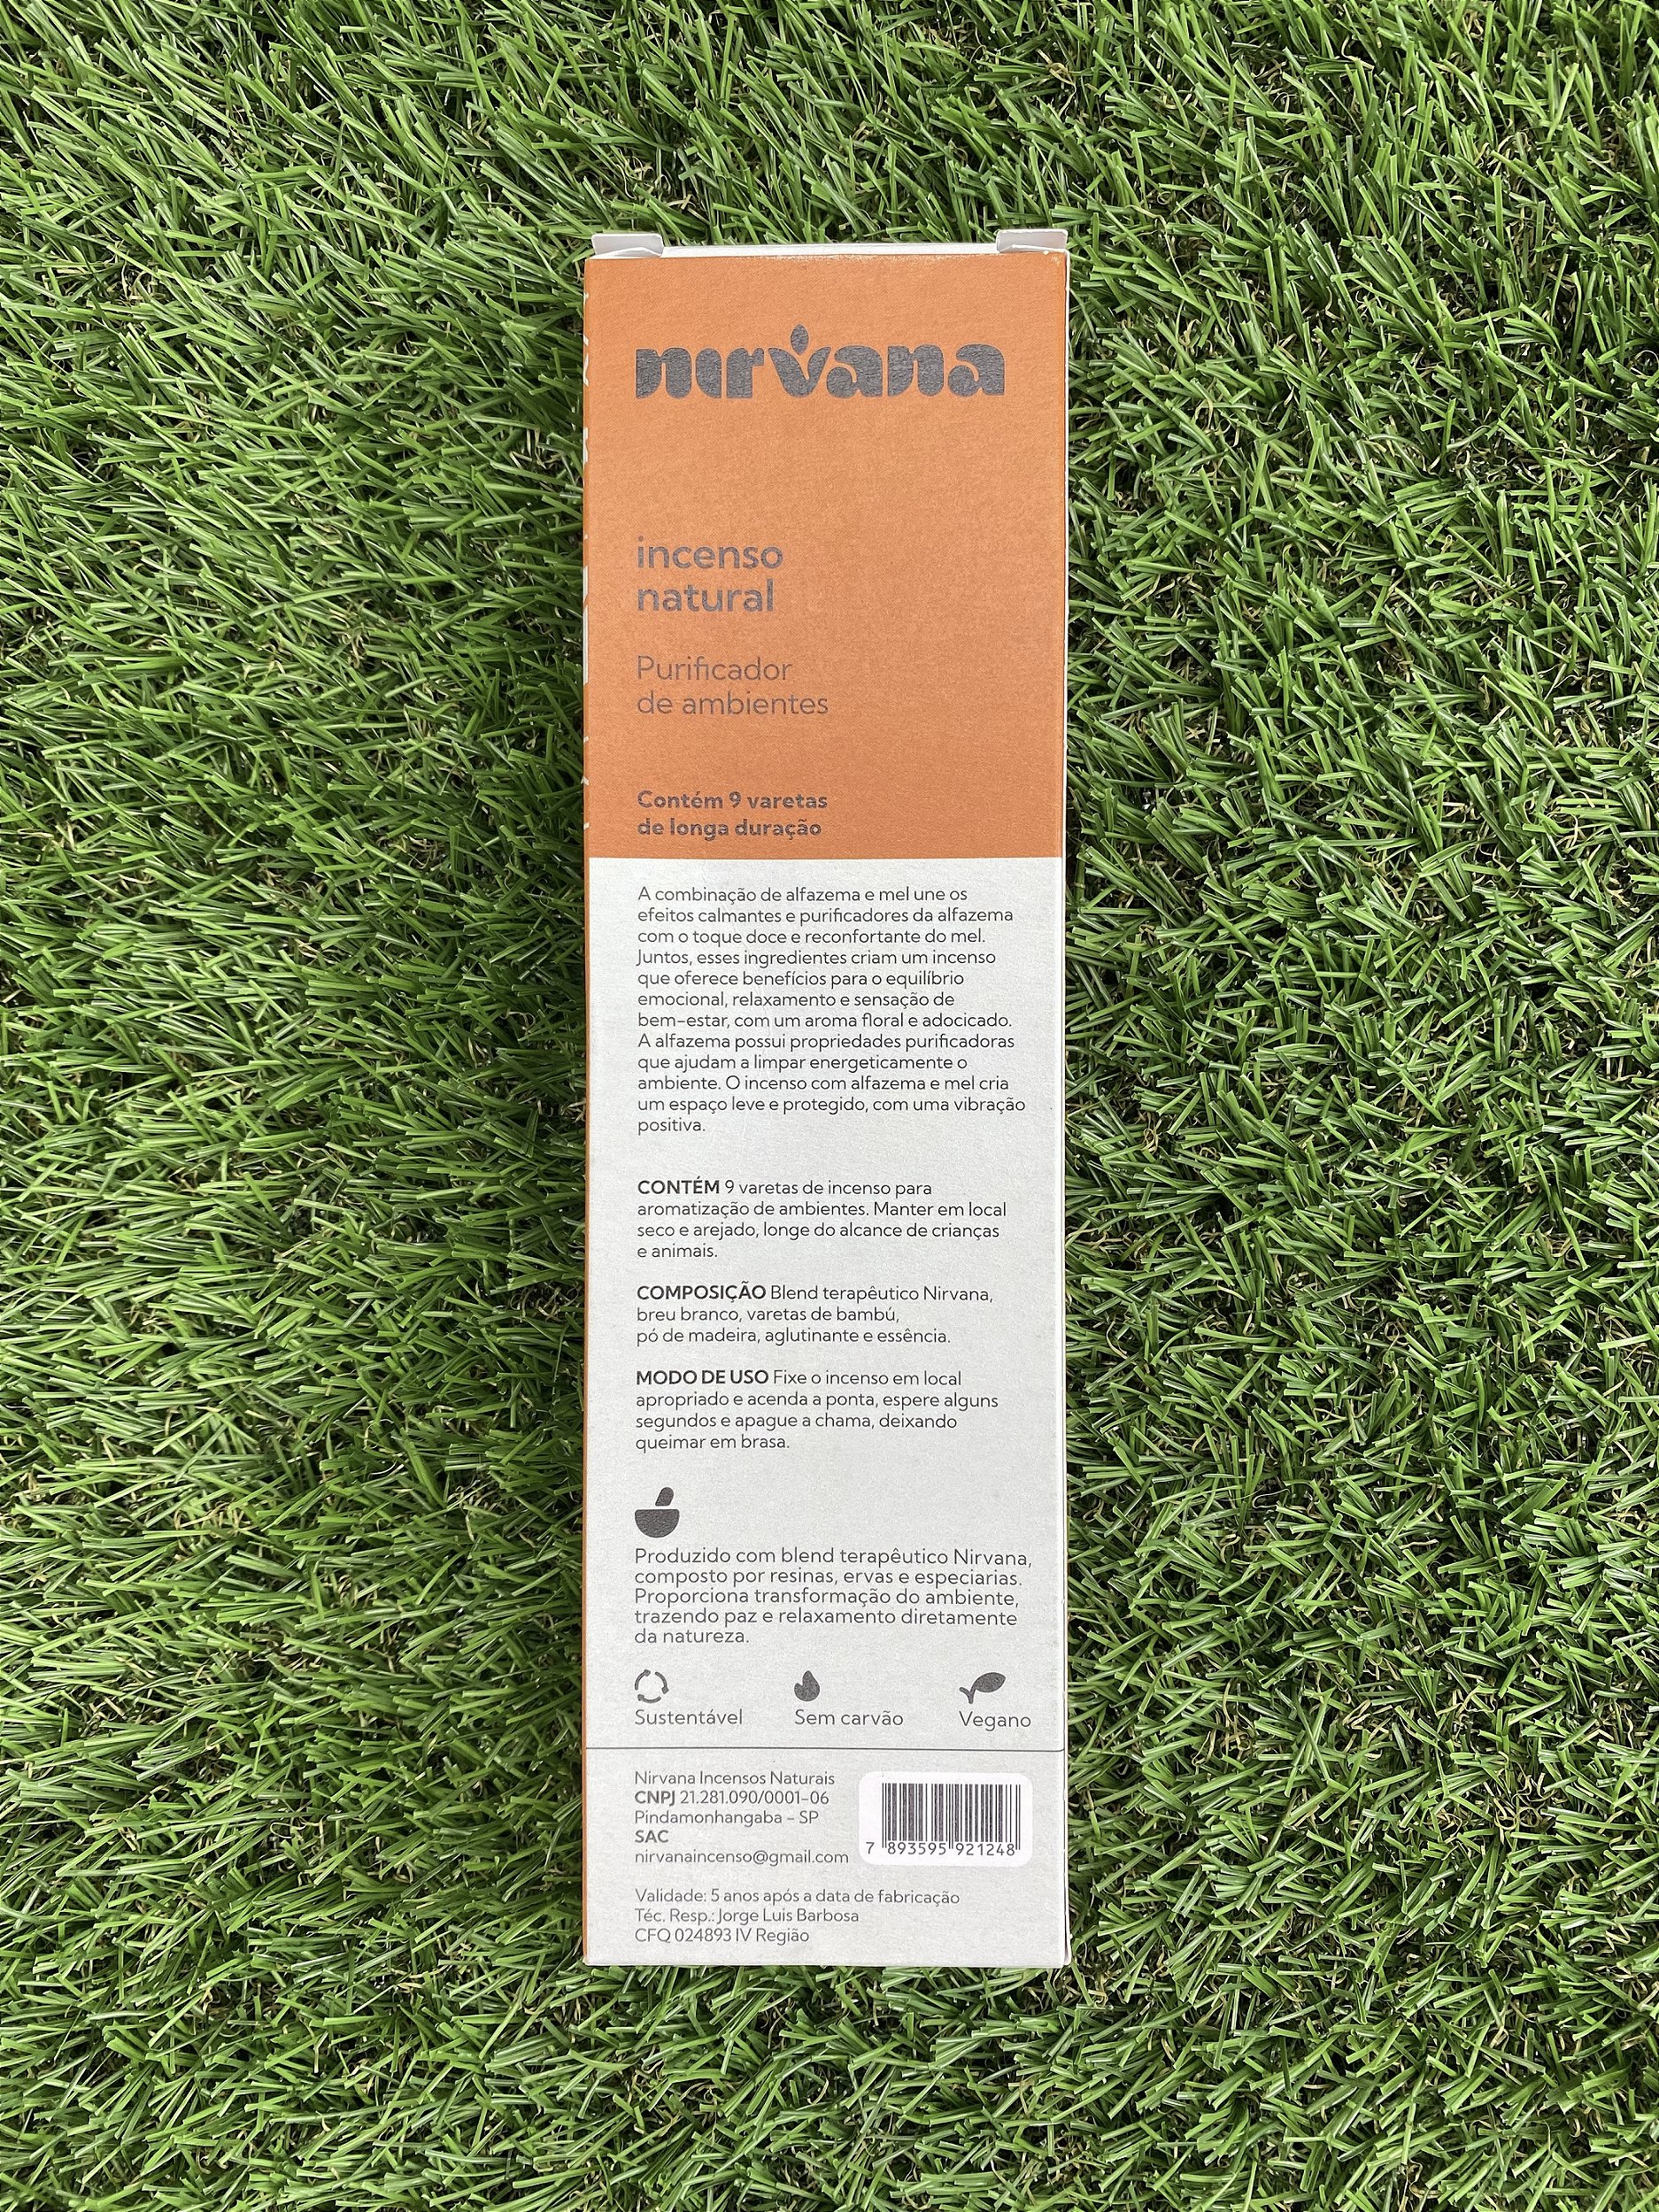 nirvana
incenso
natural
Purificador
de ambientes
Contém 9 varetas
de longa duração
A combinação de alfazema e mel une os
efeitos calmantes e purificadores da alfazema
com o toque doce e reconfortante do mel.
Juntos, esses ingredientes criam um incenso
que oferece benefícios para o equilíbrio
emocional, relaxamento e sensação de
bem-estar, com um aroma floral e adocicado.
A alfazema possui propriedades purificadoras
que ajudam a limpar energeticamente o
ambiente. O incenso com alfazema e mel cria
um espaço leve e protegido, com uma vibração
positiva.
CONTÉM 9 varetas de incenso para
aromatização de ambientes. Manter em local
seco e arejado, longe do alcance de crianças
e animais.
COMPOSIÇÃO Blend terapêutico Nirvana,
breu branco, varetas de bambú,
pó de madeira, aglutinante e essência.
MODO DE USO Fixe o incenso em local
apropriado e acenda a ponta, espere alguns
segundos e apague a chama, deixando
queimar em brasa.
Produzido com blend terapêutico Nirvana,
composto por resinas, ervas e especiarias.
Proporciona transformação do ambiente,
trazendo paz e relaxamento diretamente
da natureza.
Sustentável Sem carvão Vegano
Nirvana Incensos Naturais
CNPJ 21.281.090/0001-06
Pindamonhangaba - SP
SAC
nirvanaincenso@gmail.com
7 893595 921248
Validade: 5 anos após a data de fabricação
Téc. Resp.: Jorge Luis Barbosa
CFQ 024893 IV Região